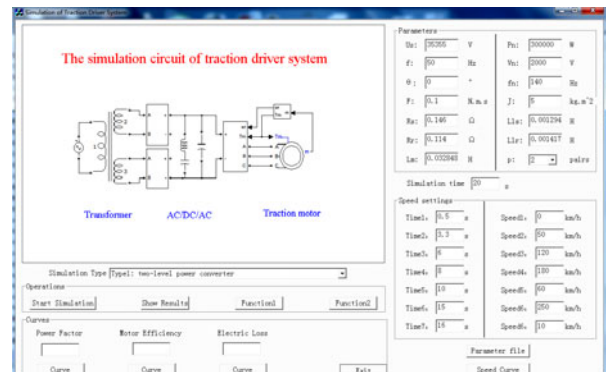 Simulation of Traction Driver System
The simulation circuit of traction driver system
Transformer AC/DC/AC Traction motor
Simulation Type Type1: two-level power converter
Operations
Start Simulation Show Results Function1 Function2
Curves
Power Factor Motor Efficiency Electric Loss
Curve Curve Curve Exit
Parameters
Us: 35355 V Pn: 300000 W
f: 50 Hz Vn: 2000 V
θ: 0 ° fn: 140 Hz
F: 0.1 N.m.s J: 5 kg.m^2
Rs: 0.146 Ω Lls: 0.001294 H
Rr: 0.114 Ω Llr: 0.001417 H
Lm: 0.032848 H p: 2 pairs
Simulation time 20 s
Speed settings
Time1: 0.5 s Speed1: 0 km/h
Time2: 3.3 s Speed2: 50 km/h
Time3: 6 s Speed3: 120 km/h
Time4: 8 s Speed4: 180 km/h
Time5: 10 s Speed5: 60 km/h
Time6: 15 s Speed6: 250 km/h
Time7: 16 s 10 km/h
Parameter file
Speed Curve